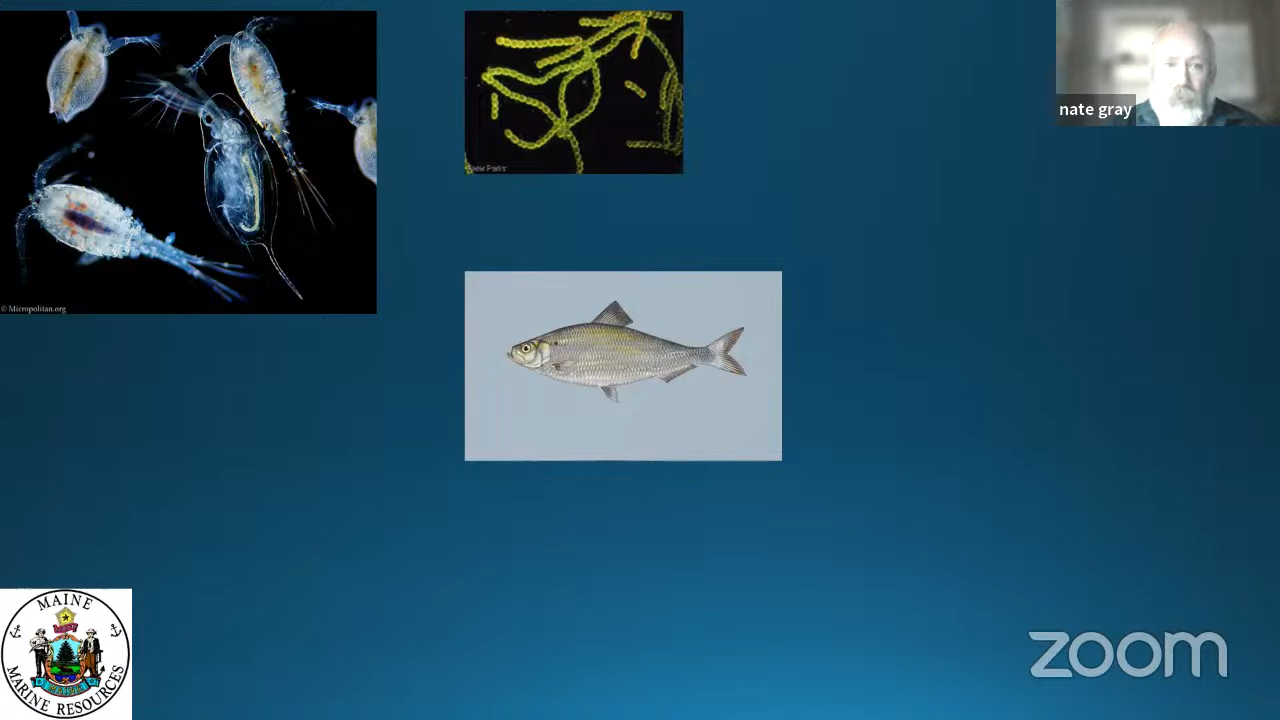 nate gray
© Micropolitan.org
MAINE
MARINE RESOURCES
zoom